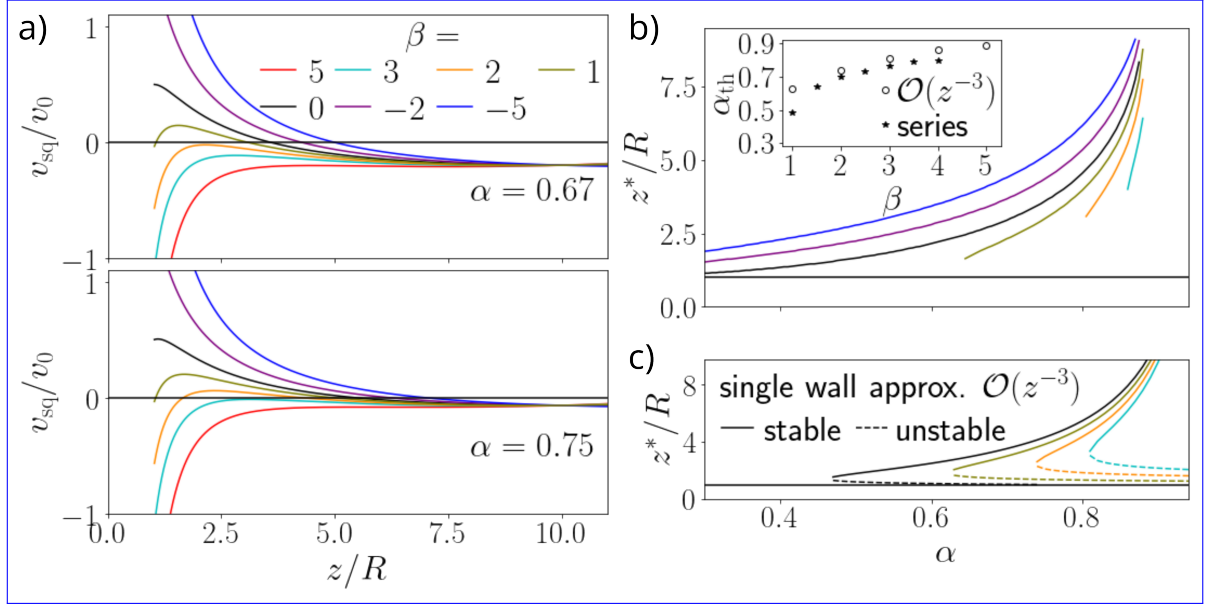 a)
1
β =
5 3 2 1
0 −2 −5
0
v_sq/v_0
α = 0.67
−1
1
0
v_sq/v_0
α = 0.75
−1
0.0 2.5 5.0 7.5 10.0
z/R
b)
0.9
0.7
0.5
0.3
α_th
O(z^{-3})
series
1 2 3 4 5
β
7.5
5.0
2.5
0.0
z*/R
c)
single wall approx. O(z^{-3})
stable unstable
8
4
0
z*/R
0.4 0.6 0.8
α